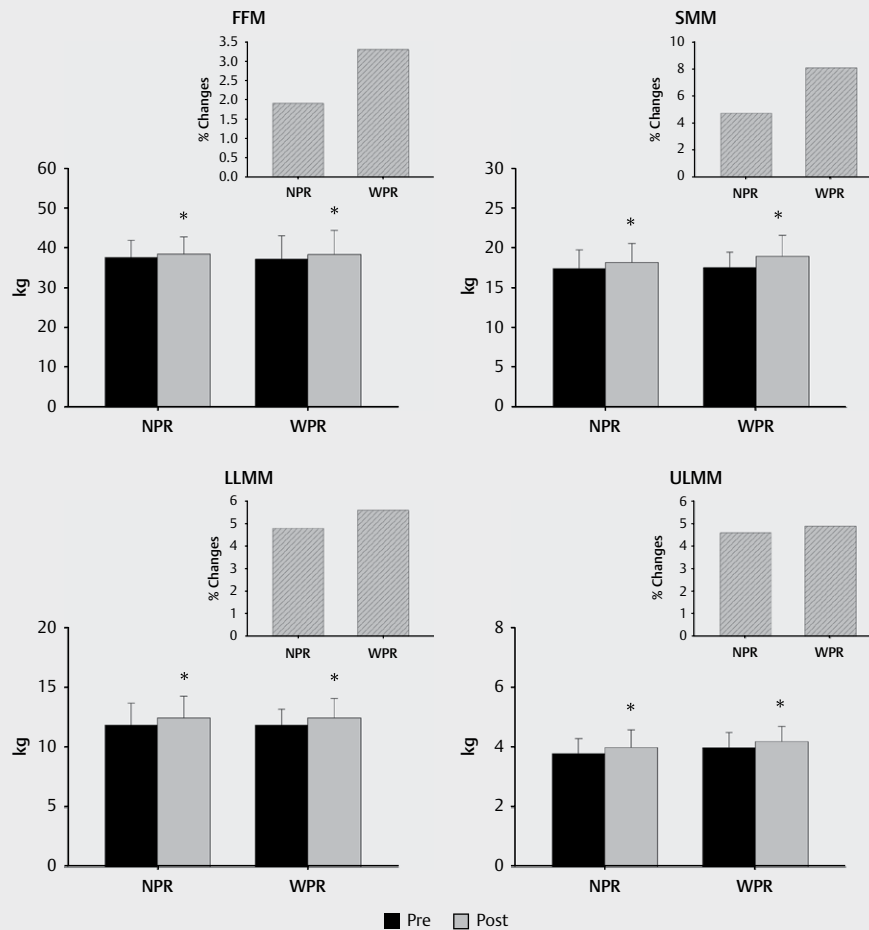 FFM
3.5
3.0
2.5
2.0
1.5
1.0
0.5
0.0
% Changes
NPR
WPR
60
50
40
30
20
10
0
kg
*
*
NPR
WPR
SMM
10
8
6
4
2
0
% Changes
NPR
WPR
30
25
20
15
10
5
0
kg
*
*
NPR
WPR
LLMM
6
5
4
3
2
1
0
% Changes
NPR
WPR
20
15
10
5
0
kg
*
*
NPR
WPR
ULMM
6
5
4
3
2
1
0
% Changes
NPR
WPR
8
6
4
2
0
kg
*
*
NPR
WPR
Pre
Post